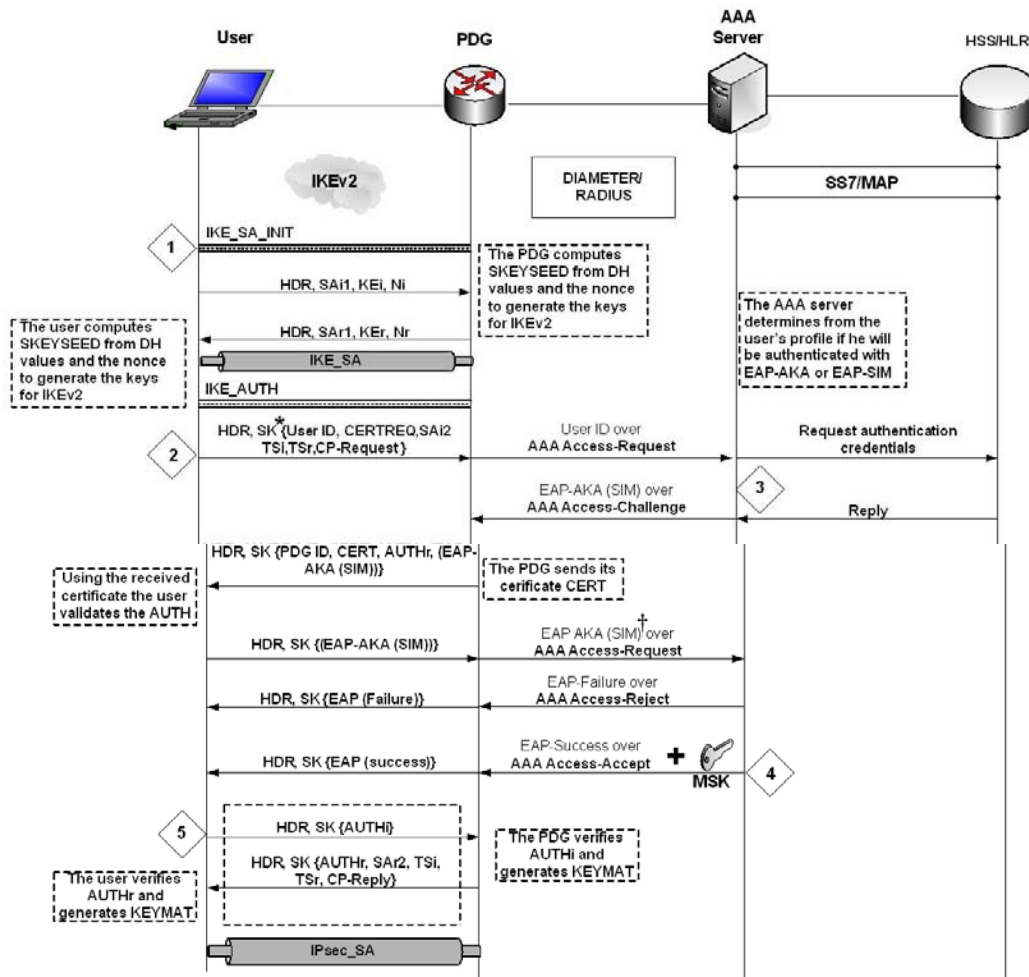 User
PDG
AAA
Server
HSS/HLR
IKEv2
DIAMETER/
RADIUS
SS7/MAP
1
IKE_SA_INIT
HDR, SAi1, KEi, Ni
The PDG computes
SKEYSEED from DH
values and the nonce
to generate the keys
for IKEv2
HDR, SAr1, KEr, Nr
The user computes
SKEYSEED from DH
values and the nonce
to generate the keys
for IKEv2
The AAA server
determines from the
user's profile if he will
be authenticated with
EAP-AKA or EAP-SIM
IKE_SA
IKE_AUTH
2
HDR, SK*{User ID, CERTREQ,SAi2
TSi,TSr,CP-Request}
User ID over
AAA Access-Request
Request authentication
credentials
3
EAP-AKA (SIM) over
AAA Access-Challenge
Reply
HDR, SK {PDG ID, CERT, AUTHr, (EAP-
AKA (SIM))}
Using the received
certificate the user
validates the AUTH
The PDG sends its
cerificate CERT
HDR, SK {(EAP-AKA (SIM))}
EAP AKA (SIM)†over
AAA Access-Request
HDR, SK {EAP (Failure)}
EAP-Failure over
AAA Access-Reject
HDR, SK {EAP (success)}
EAP-Success over
AAA Access-Accept
+
MSK
4
5
HDR, SK {AUTHi}
The PDG verifies
AUTHi and
generates KEYMAT
HDR, SK {AUTHr, SAr2, TSi,
TSr, CP-Reply}
The user verifies
AUTHr and
generates KEYMAT
IPsec_SA